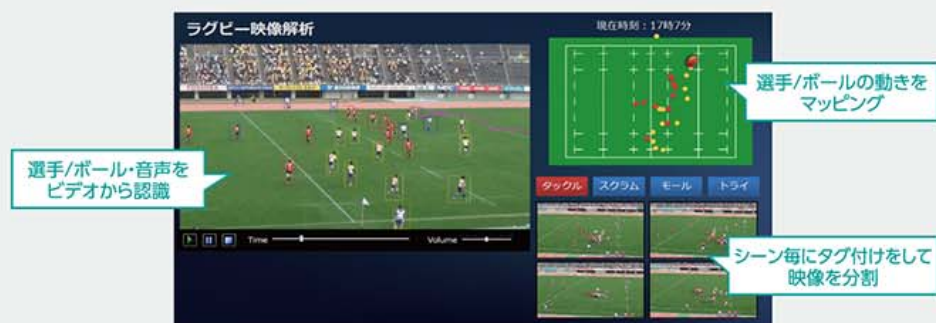 ラグビー映像解析
現在時刻：17時7分
選手/ボールの動きを
マッピング
選手/ボール・音声を
ビデオから認識
タックル
スクラム
モール
トライ
Time
Volume
シーン毎にタグ付けをして
映像を分割